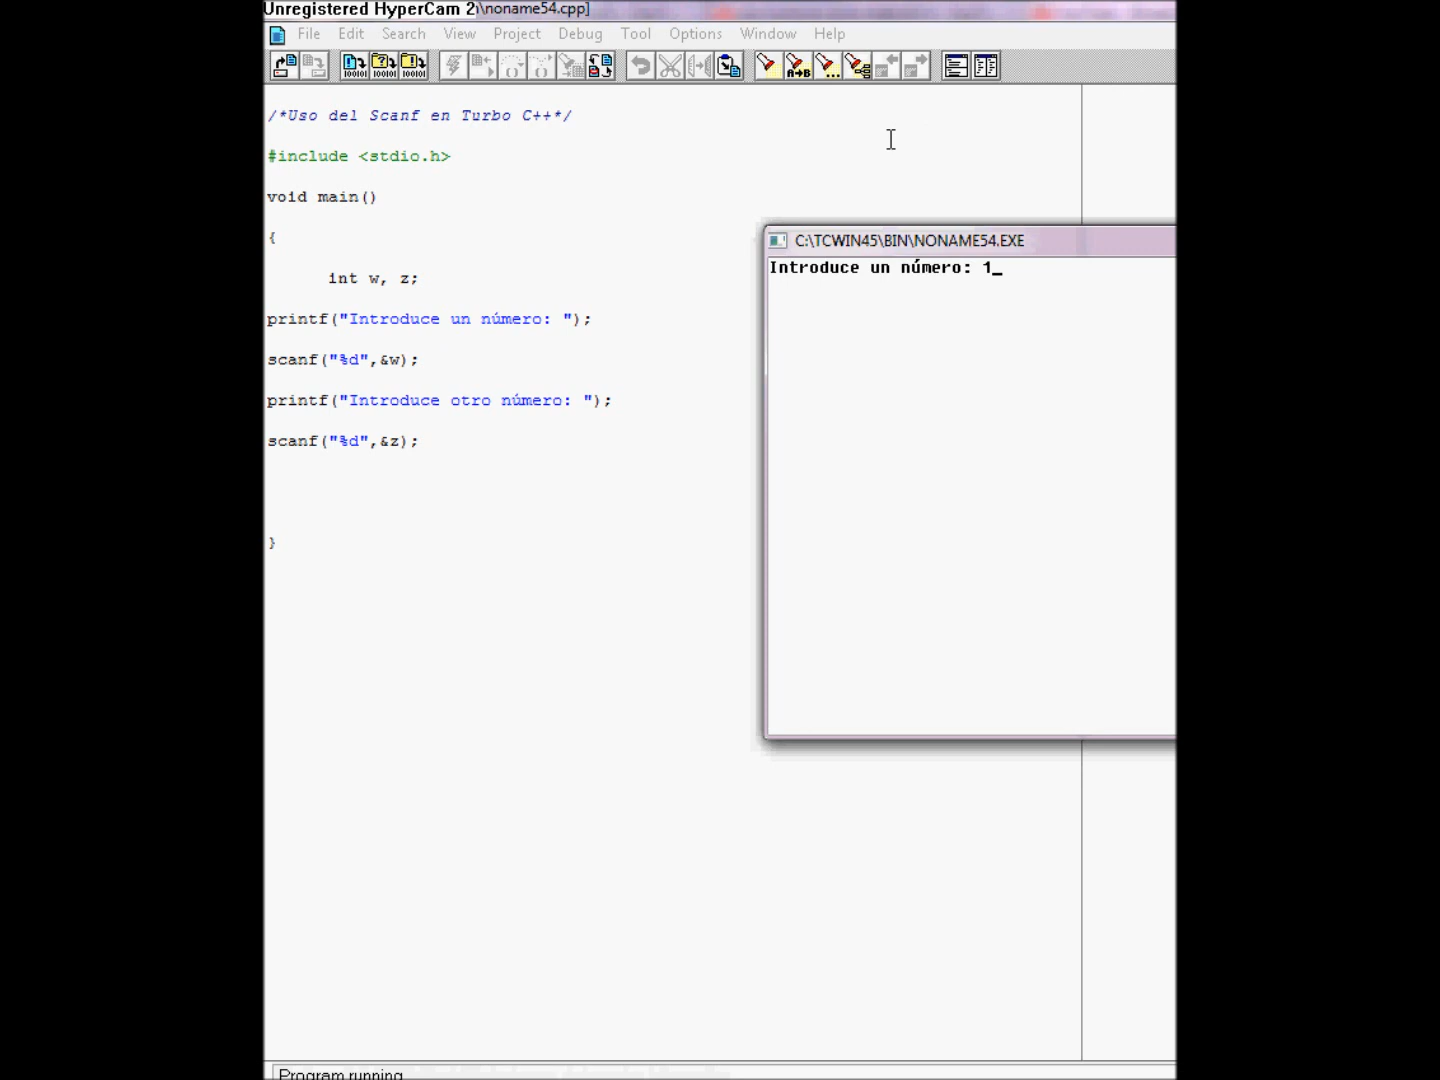 Unregistered HyperCam 2\noname54.cpp]
File Edit Search View Project Debug Tool Options Window Help
/*Uso del Scanf en Turbo C++*/
#include <stdio.h>
void main()
{
int w, z;
printf("Introduce un número: ");
scanf("%d",&w);
printf("Introduce otro número: ");
scanf("%d",&z);
}
C:\TCWIN45\BIN\NONAME54.EXE
Introduce un número: 1_
Program running